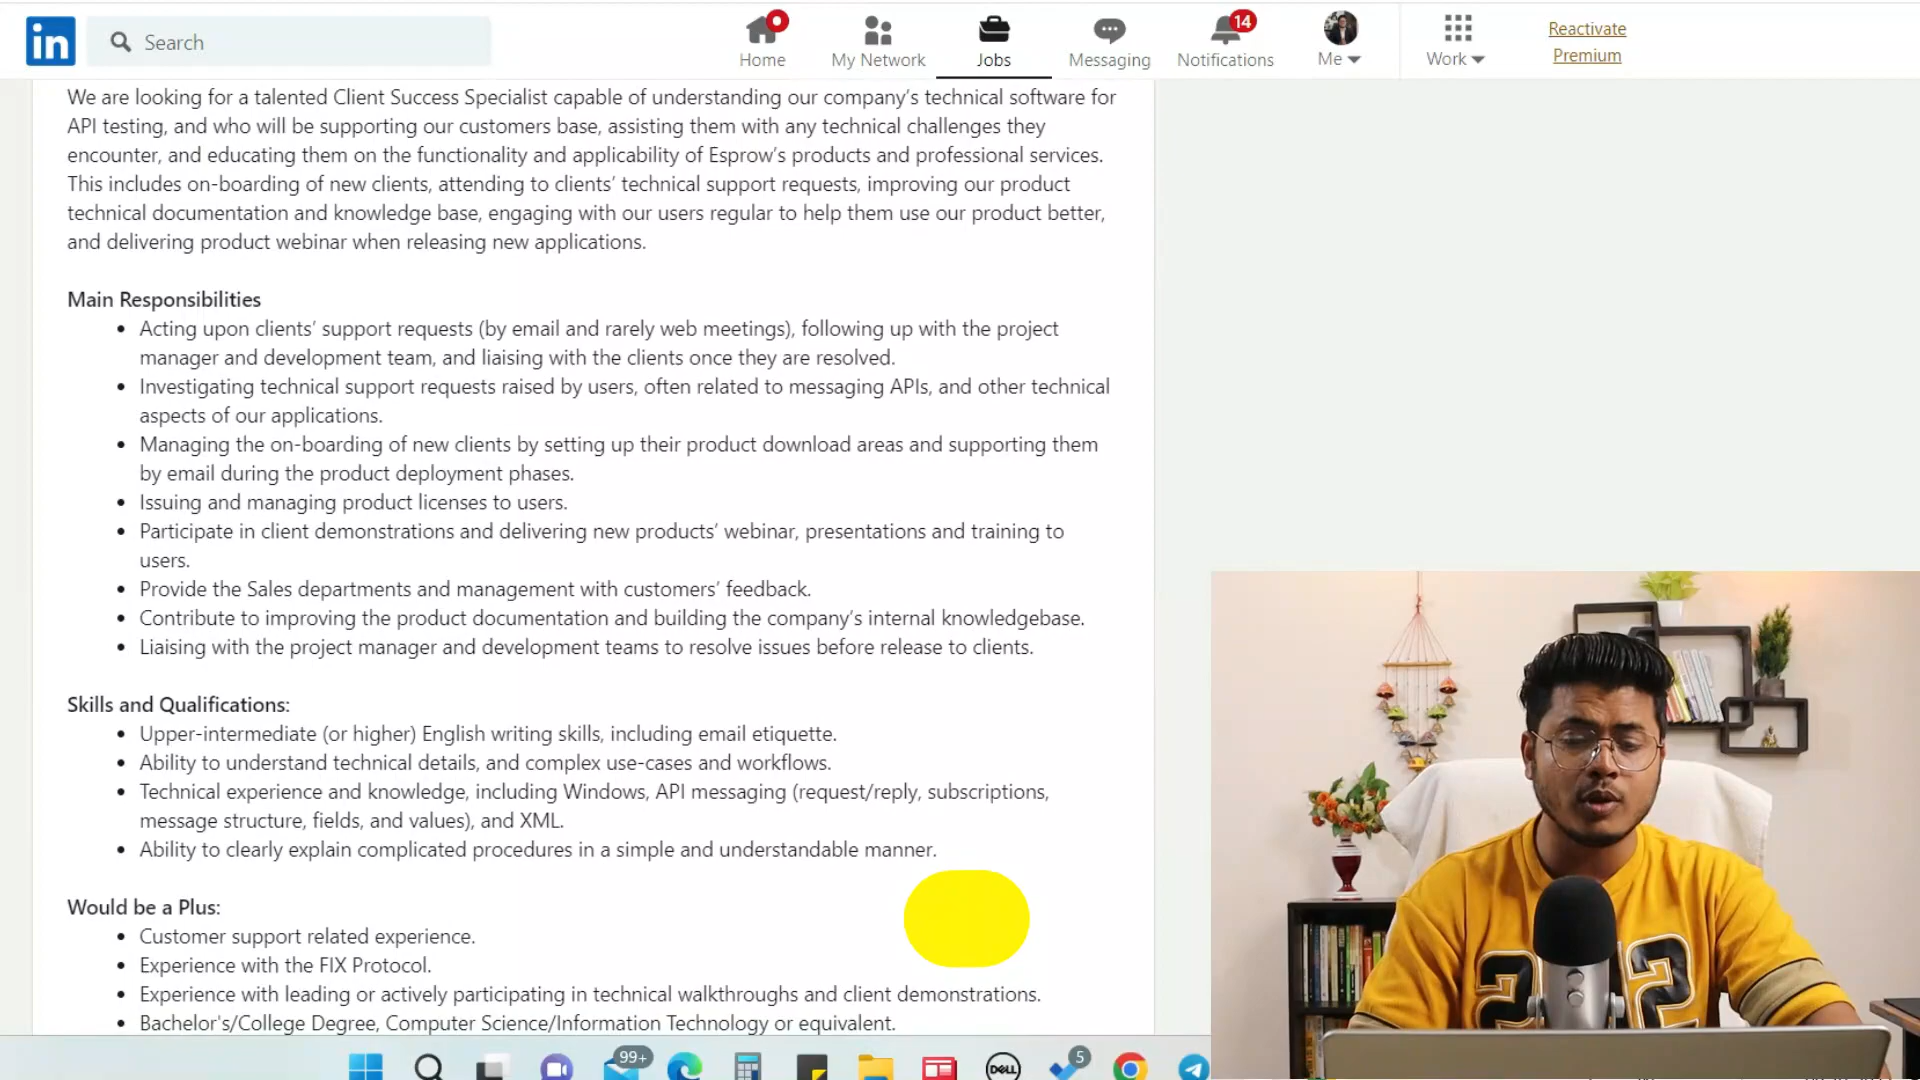 in
Search
Home
My Network
Jobs
Messaging
14
Notifications
Me
Work
Reactivate
Premium
We are looking for a talented Client Success Specialist capable of understanding our company's technical software for
API testing, and who will be supporting our customers base, assisting them with any technical challenges they
encounter, and educating them on the functionality and applicability of Esprow's products and professional services.
This includes on-boarding of new clients, attending to clients' technical support requests, improving our product
technical documentation and knowledge base, engaging with our users regular to help them use our product better,
and delivering product webinar when releasing new applications.
Main Responsibilities
• Acting upon clients' support requests (by email and rarely web meetings), following up with the project
manager and development team, and liaising with the clients once they are resolved.
• Investigating technical support requests raised by users, often related to messaging APIs, and other technical
aspects of our applications.
• Managing the on-boarding of new clients by setting up their product download areas and supporting them
by email during the product deployment phases.
• Issuing and managing product licenses to users.
• Participate in client demonstrations and delivering new products' webinar, presentations and training to
users.
• Provide the Sales departments and management with customers' feedback.
• Contribute to improving the product documentation and building the company's internal knowledgebase.
• Liaising with the project manager and development teams to resolve issues before release to clients.
Skills and Qualifications:
• Upper-intermediate (or higher) English writing skills, including email etiquette.
• Ability to understand technical details, and complex use-cases and workflows.
• Technical experience and knowledge, including Windows, API messaging (request/reply, subscriptions,
message structure, fields, and values), and XML.
• Ability to clearly explain complicated procedures in a simple and understandable manner.
Would be a Plus:
• Customer support related experience.
• Experience with the FIX Protocol.
• Experience with leading or actively participating in technical walkthroughs and client demonstrations.
• Bachelor's/College Degree, Computer Science/Information Technology or equivalent.
99+
DELL
5